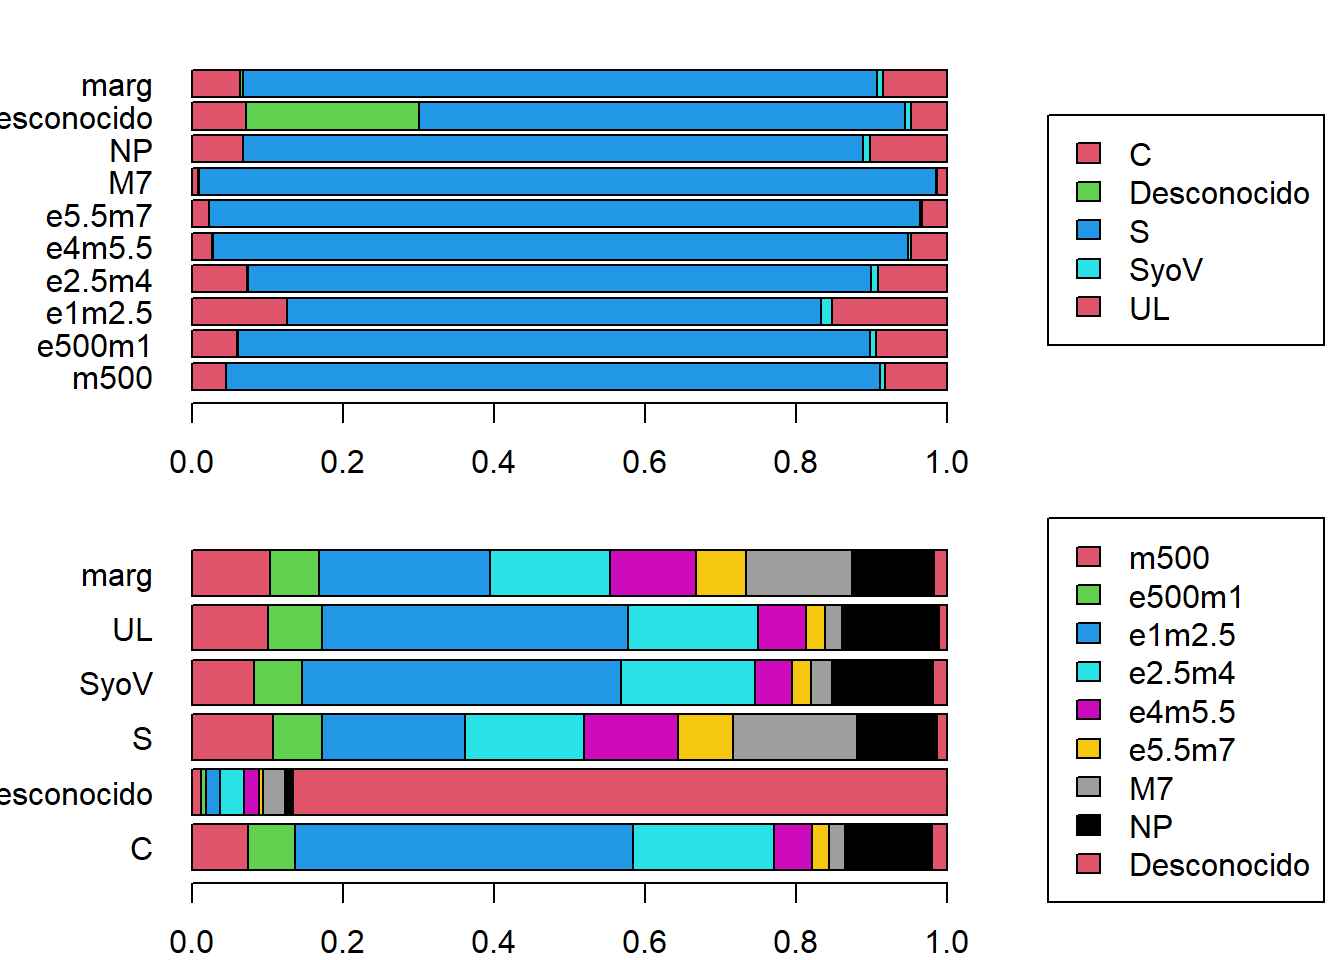 marg
esconocido
NP
M7
e5.5m7
e4m5.5
e2.5m4
e1m2.5
e500m1
m500
0.0 0.2 0.4 0.6 0.8 1.0
C
Desconocido
S
SyoV
UL
marg
UL
SyoV
S
esconocido
C
0.0 0.2 0.4 0.6 0.8 1.0
m500
e500m1
e1m2.5
e2.5m4
e4m5.5
e5.5m7
M7
NP
Desconocido